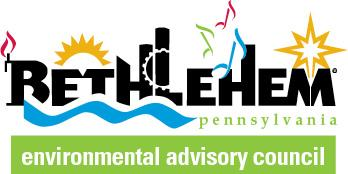 BETHLEHEM
pennsylvania
environmental advisory council